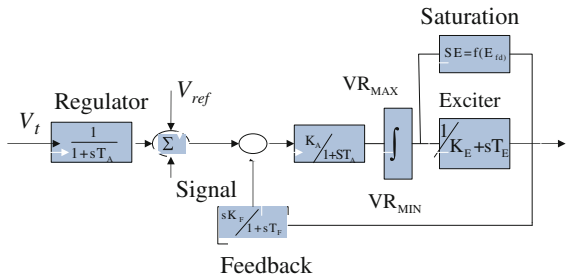 Saturation
SE=f(E_fd)
V_ref
VR_MAX
Regulator
Exciter
V_t
1
1+sT_A
Σ
K_A/1+ST_A
∫
1/K_E+sT_E
Signal
VR_MIN
sK_F/1+sT_F
Feedback